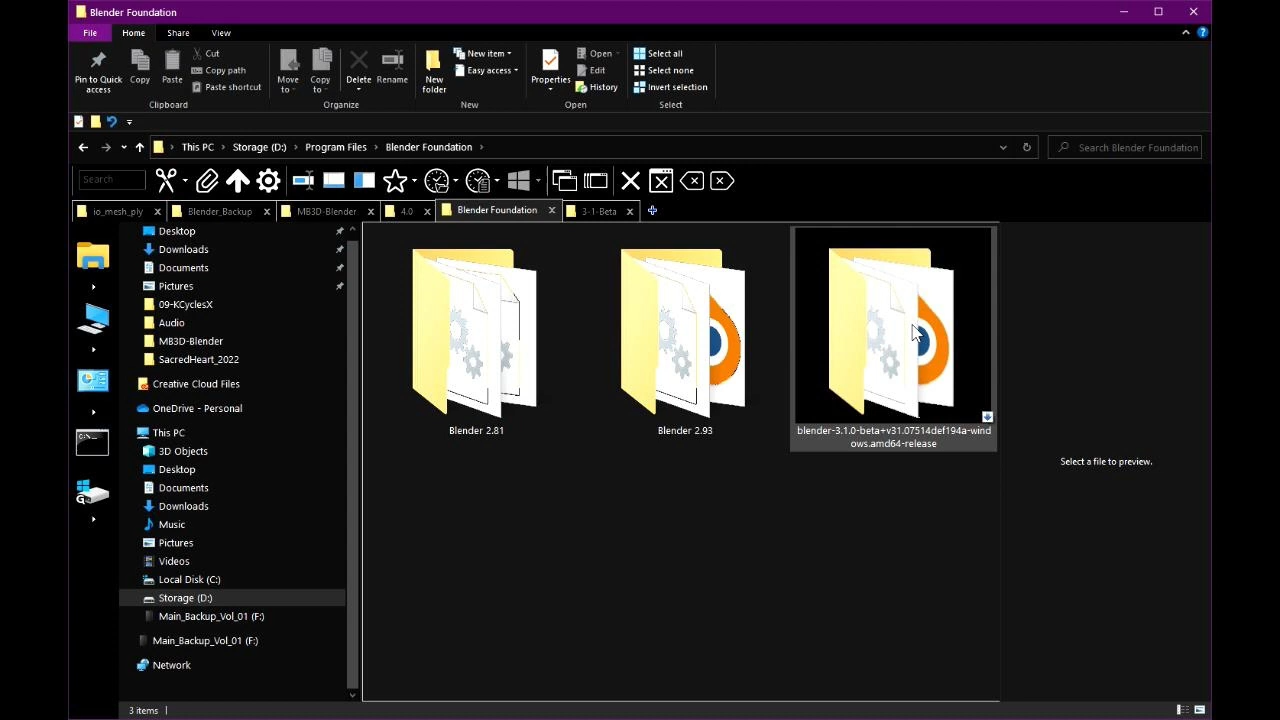 Blender Foundation
File Home Share View
Pin to Quick access
Copy
Paste
Cut
Copy path
Paste shortcut
Clipboard
Move to
Copy to
Delete
Rename
Organize
New folder
New item
Easy access
New
Properties
Open
Edit
History
Open
Select all
Select none
Invert selection
Select
This PC > Storage (D:) > Program Files > Blender Foundation >
Search Blender Foundation
Search
io_mesh_ply
Blender_Backup
MB3D-Blender
4.0
Blender Foundation
3-1-Beta
Desktop
Downloads
Documents
Pictures
09-KCyclesX
Audio
MB3D-Blender
SacredHeart_2022
Creative Cloud Files
OneDrive - Personal
This PC
3D Objects
Desktop
Documents
Downloads
Music
Pictures
Videos
Local Disk (C:)
Storage (D:)
Main_Backup_Vol_01 (F:)
Main_Backup_Vol_01 (F:)
Network
Blender 2.81
Blender 2.93
blender-3.1.0-beta+v31.07514def194a-wind
ows.amd64-release
Select a file to preview.
3 items